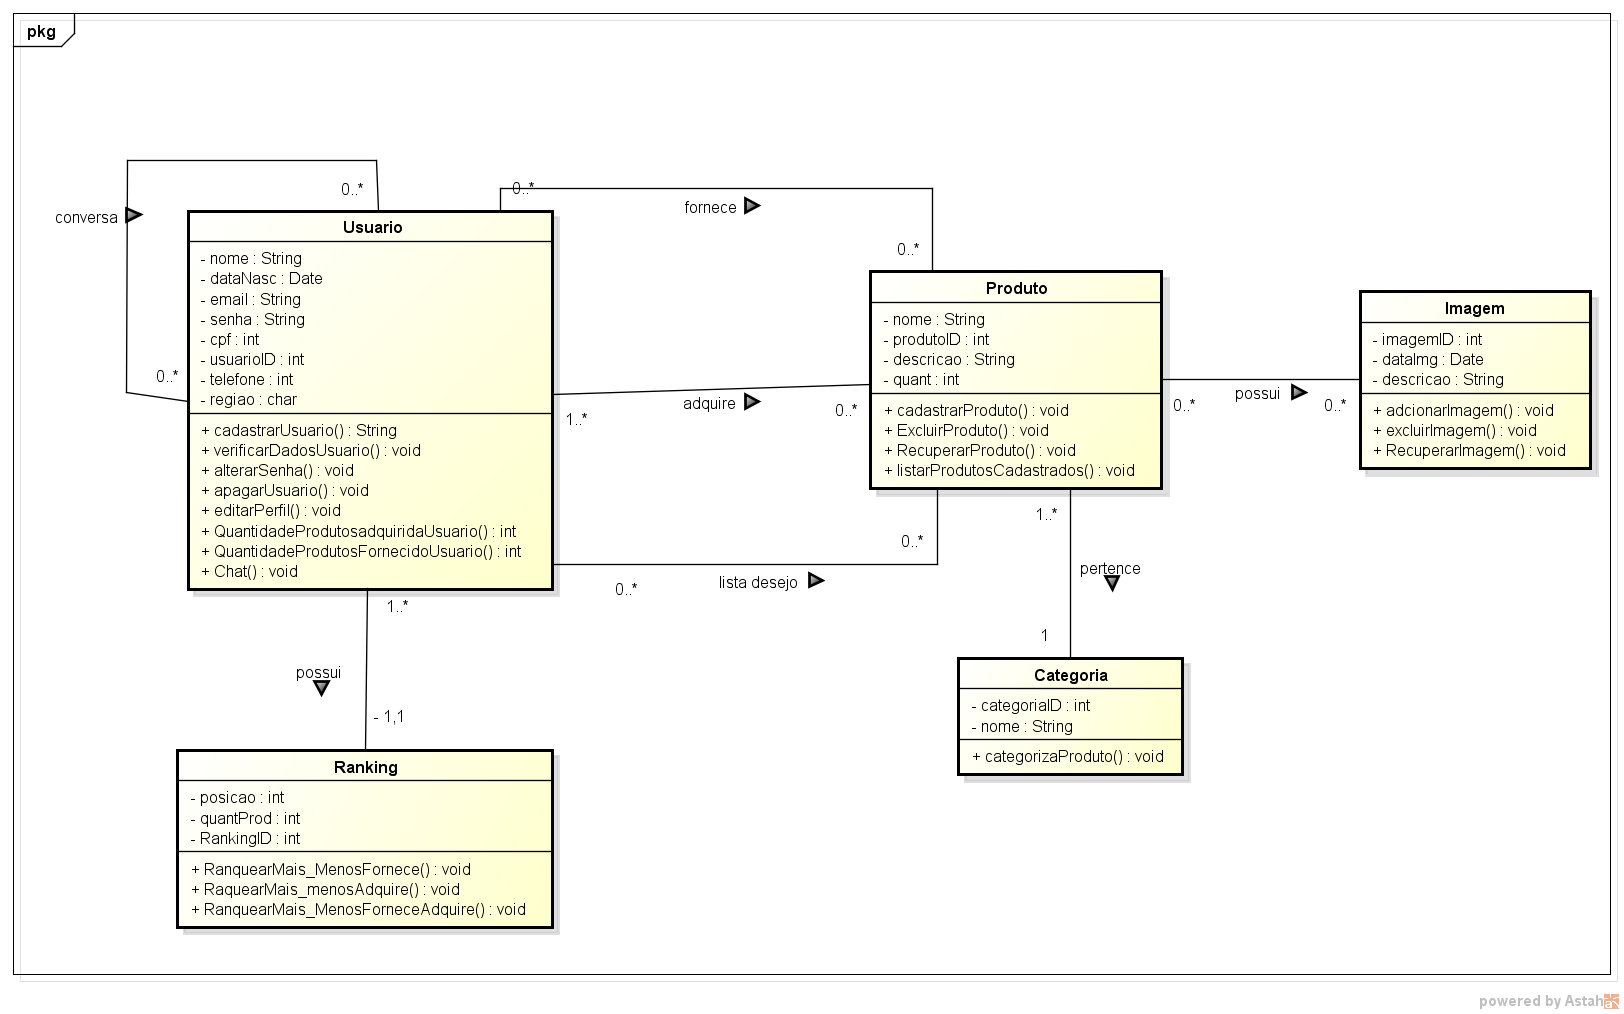 pkg
0..*
conversa
0..*
0..*
fornece
0..*
Usuario
- nome : String
- dataNasc : Date
- email : String
- senha : String
- cpf : int
- usuarioID : int
- telefone : int
- regiao : char
+ cadastrarUsuario() : String
+ verificarDadosUsuario() : void
+ alterarSenha() : void
+ apagarUsuario() : void
+ editarPerfil() : void
+ QuantidadeProdutosadquiridaUsuario() : int
+ QuantidadeProdutosFornecidoUsuario() : int
+ Chat() : void
1..*
adquire
0..*
Produto
- nome : String
- produtoID : int
- descricao : String
- quant : int
+ cadastrarProduto() : void
+ ExcluirProduto() : void
+ RecuperarProduto() : void
+ listarProdutosCadastrados() : void
0..*
possui
0..*
Imagem
- imagemID : int
- dataImg : Date
- descricao : String
+ adcionarImagem() : void
+ excluirImagem() : void
+ RecuperarImagem() : void
0..*
lista desejo
0..*
1..*
pertence
1
1..*
possui
- 1,1
Categoria
- categoriaID : int
- nome : String
+ categorizaProduto() : void
Ranking
- posicao : int
- quantProd : int
- RankingID : int
+ RanquearMais_MenosFornece() : void
+ RaquearMais_menosAdquire() : void
+ RanquearMais_MenosForneceAdquire() : void
powered by Astah